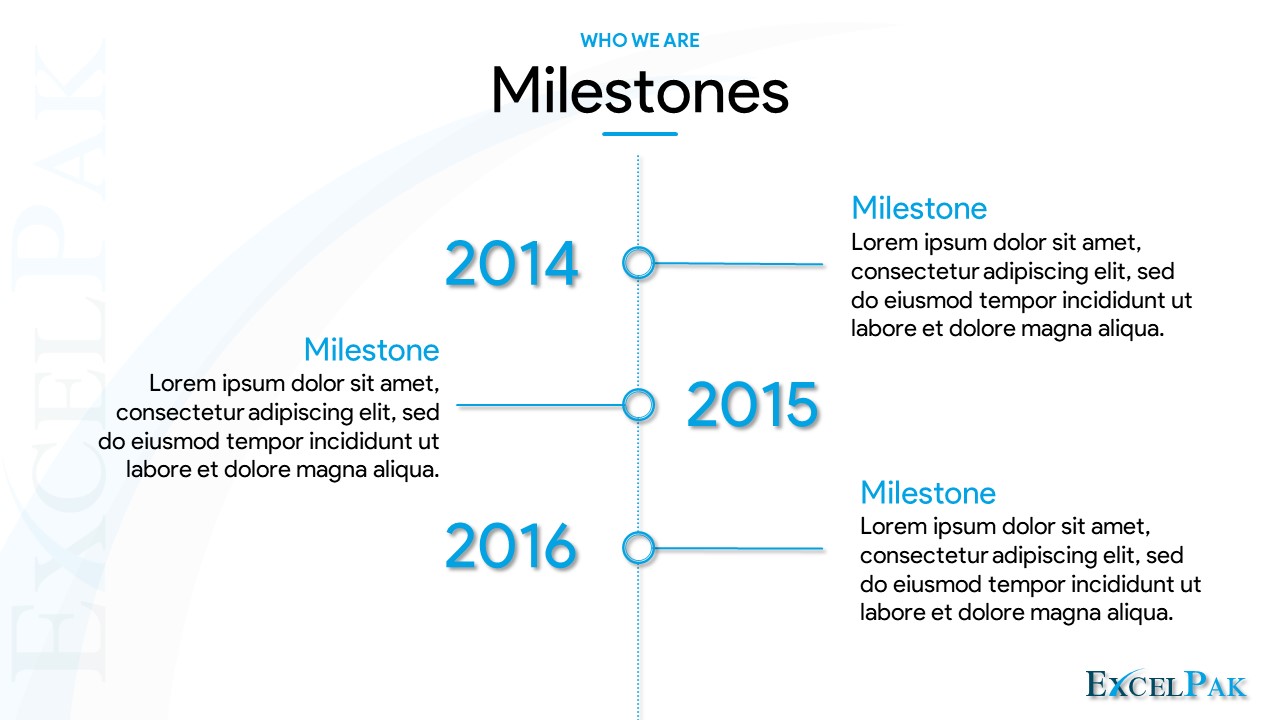 WHO WE ARE
Milestones
2014
Milestone
Lorem ipsum dolor sit amet,
consectetur adipiscing elit, sed
do eiusmod tempor incididunt ut
labore et dolore magna aliqua.
Milestone
Lorem ipsum dolor sit amet,
consectetur adipiscing elit, sed
do eiusmod tempor incididunt ut
labore et dolore magna aliqua.
2015
2016
Milestone
Lorem ipsum dolor sit amet,
consectetur adipiscing elit, sed
do eiusmod tempor incididunt ut
labore et dolore magna aliqua.
EXCELPAK
EXCELPAK